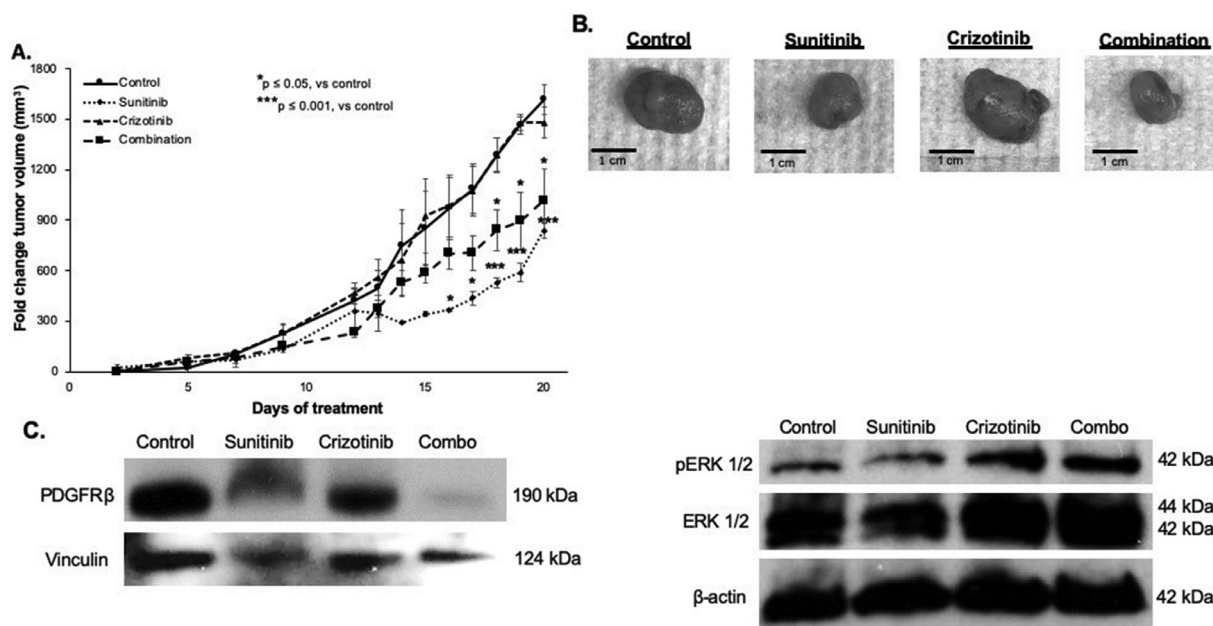 A.
Fold change tumor volume (mm³)
1800
1500
1200
900
600
300
0
Control
Sunitinib
Crizotinib
Combination
*p ≤ 0.05, vs control
***p ≤ 0.001, vs control
*
*
*
***
***
***
*
*
0 5 10 15 20
Days of treatment
B.
Control Sunitinib Crizotinib Combination
1 cm 1 cm 1 cm 1 cm
C.
Control Sunitinib Crizotinib Combo
PDGFRβ 190 kDa
Vinculin 124 kDa
Control Sunitinib Crizotinib Combo
pERK 1/2 42 kDa
ERK 1/2 44 kDa
42 kDa
β-actin 42 kDa